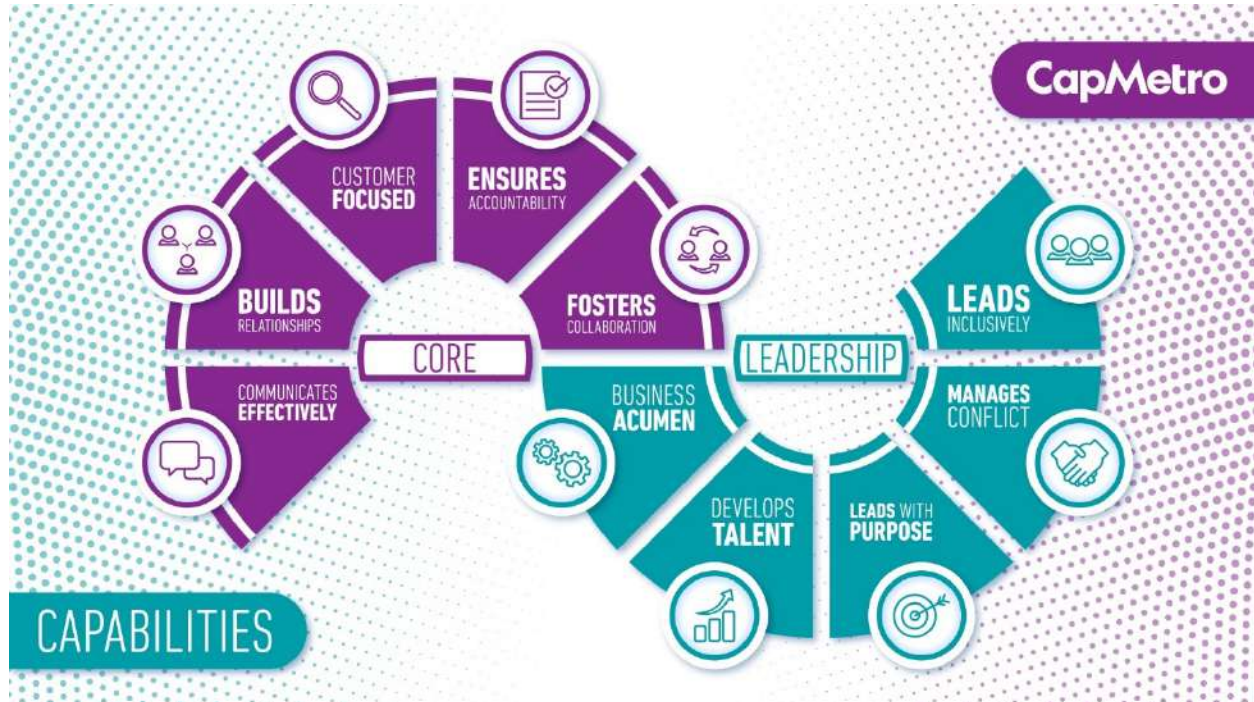 CapMetro
CUSTOMER
FOCUSED
ENSURES
ACCOUNTABILITY
BUILDS
RELATIONSHIPS
FOSTERS
COLLABORATION
CORE
COMMUNICATES
EFFECTIVELY
LEADERSHIP
LEADS
INCLUSIVELY
BUSINESS
ACUMEN
MANAGES
CONFLICT
DEVELOPS
TALENT
LEADS WITH
PURPOSE
CAPABILITIES